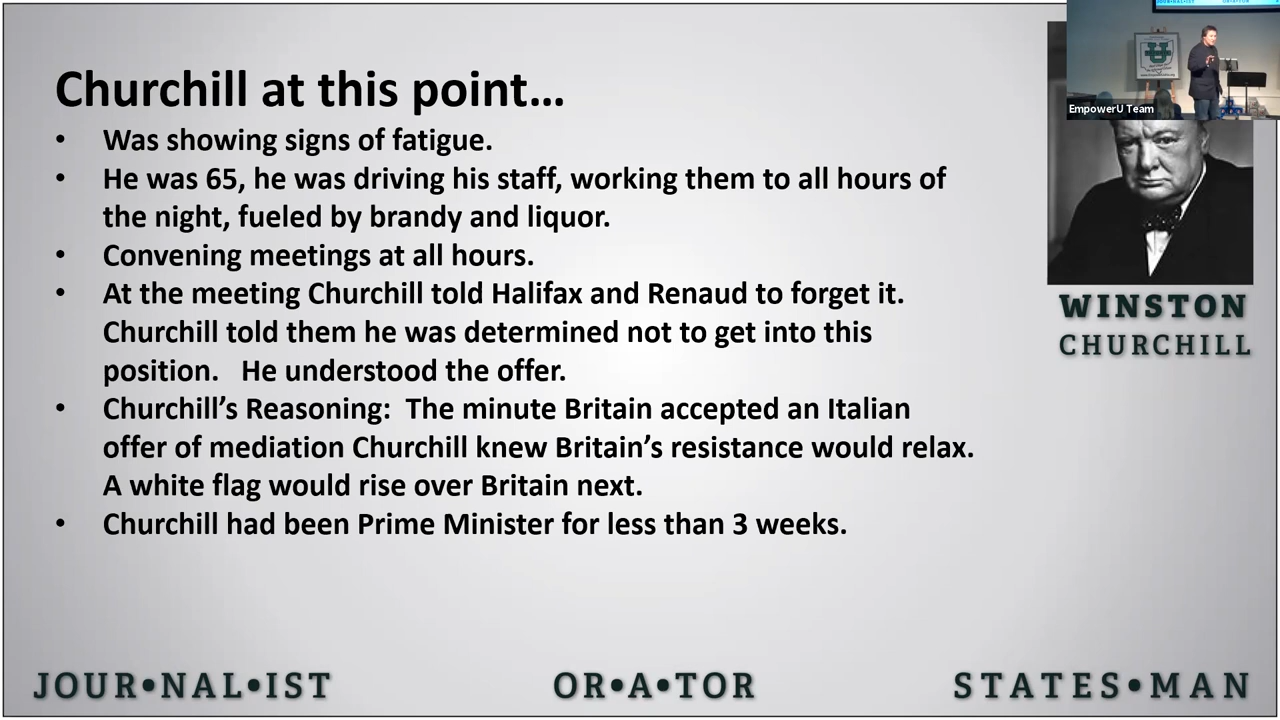 Churchill at this point...
• Was showing signs of fatigue.
• He was 65, he was driving his staff, working them to all hours of
the night, fueled by brandy and liquor.
• Convening meetings at all hours.
• At the meeting Churchill told Halifax and Renaud to forget it.
Churchill told them he was determined not to get into this
position.   He understood the offer.
• Churchill’s Reasoning:  The minute Britain accepted an Italian
offer of mediation Churchill knew Britain’s resistance would relax.
A white flag would rise over Britain next.
• Churchill had been Prime Minister for less than 3 weeks.
EmpowerU Team
WINSTON
CHURCHILL
JOUR•NAL•IST
OR•A•TOR
STATES•MAN